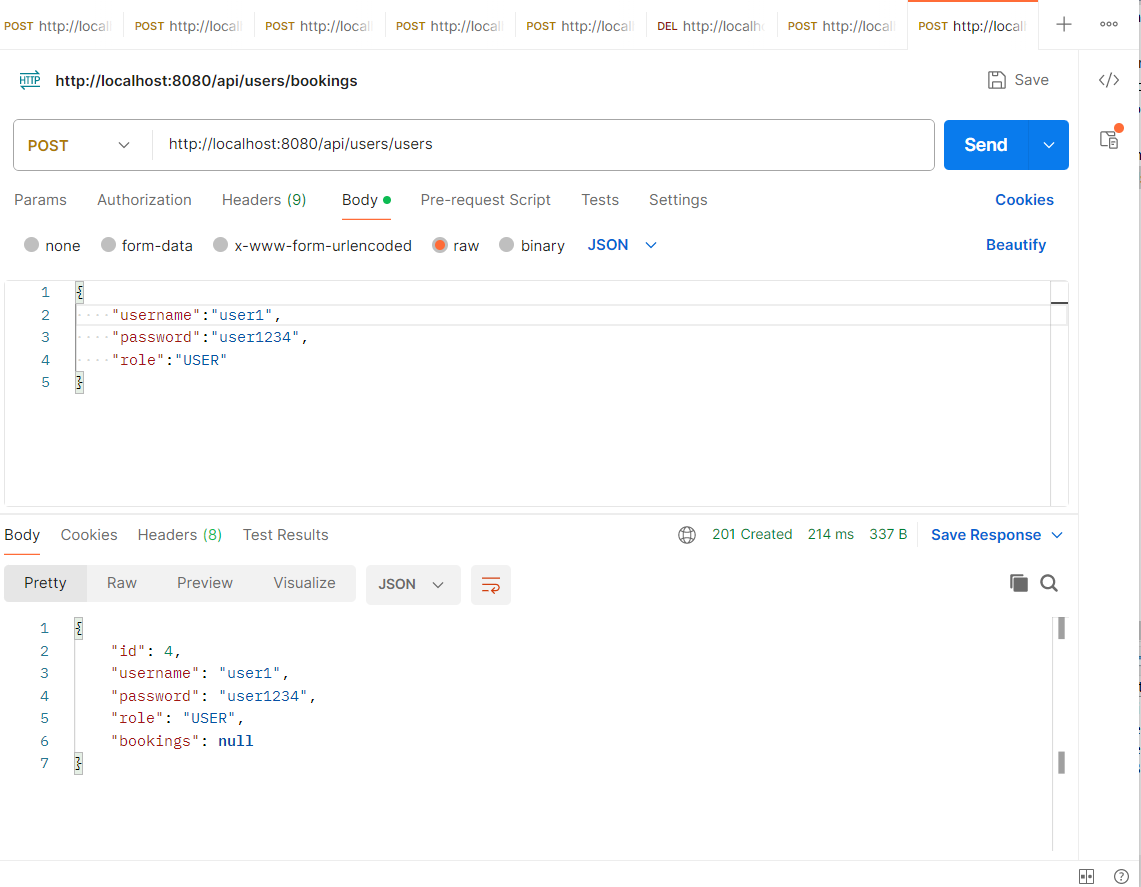 POST http://locall POST http://locall POST http://locali POST http://locall POST http://locall DEL http://localho POST http://locall POST http://locall
HTTP http://localhost:8080/api/users/bookings Save
POST http://localhost:8080/api/users/users Send
Params Authorization Headers (9) Body Pre-request Script Tests Settings Cookies
none form-data x-www-form-urlencoded raw binary JSON Beautify
1 {
2 "username":"user1",
3 "password":"user1234",
4 "role":"USER"
5 }
Body Cookies Headers (8) Test Results 201 Created 214 ms 337 B Save Response
Pretty Raw Preview Visualize JSON
1 {
2 "id": 4,
3 "username": "user1",
4 "password": "user1234",
5 "role": "USER",
6 "bookings": null
7 }